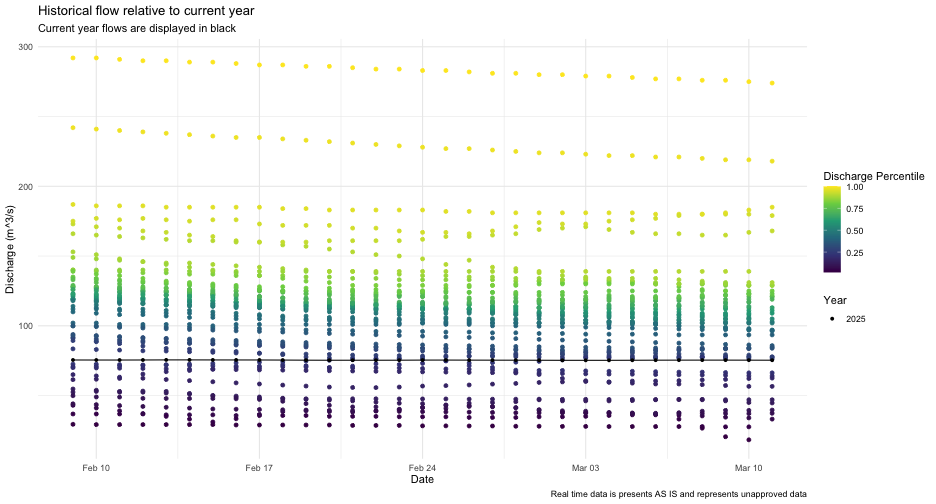 Historical flow relative to current year
Current year flows are displayed in black
300
200
100
Discharge (m^3/s)
Feb 10
Feb 17
Feb 24
Mar 03
Mar 10
Date
Discharge Percentile
1.00
0.75
0.50
0.25
Year
2025
Real time data is presents AS IS and represents unapproved data